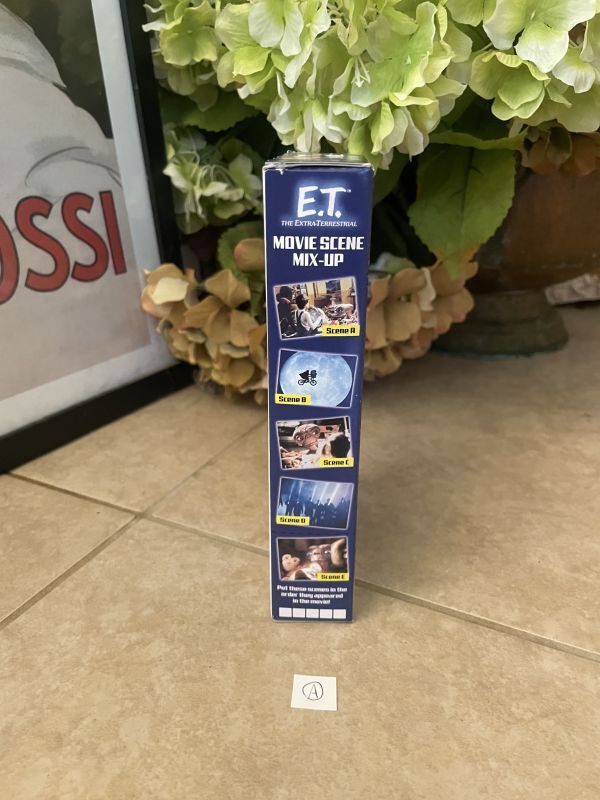 OSSI
E.T.™
THE EXTRA-TERRESTRIAL
MOVIE SCENE
MIX-UP
Scene A
Scene B
Scene C
Scene D
Scene E
Put these scenes in the
order they appeared
in the movie!
A